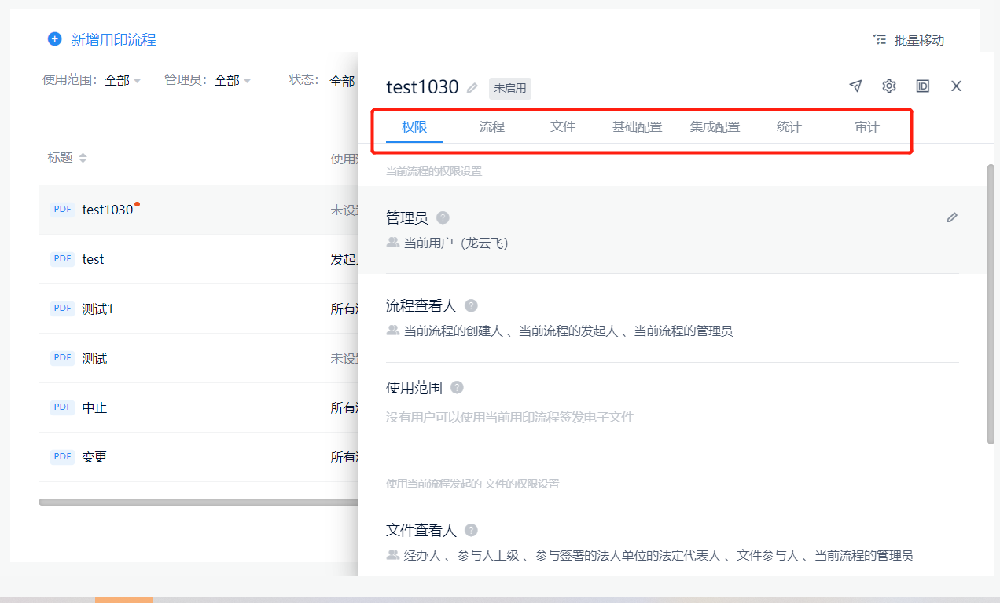 新增用印流程
批量移动
使用范围： 全部 管理员： 全部 状态： 全部
test1030 未启用
权限 流程 文件 基础配置 集成配置 统计 审计
标题
使用
当前流程的权限设置
PDF test1030 未设
管理员
当前用户（龙云飞）
PDF test 发起
PDF 测试1 所有
流程查看人
当前流程的创建人 、当前流程的发起人 、当前流程的管理员
PDF 测试 未设
使用范围
没有用户可以使用当前用印流程签发电子文件
PDF 中止 所有
PDF 变更 所有
使用当前流程发起的 文件的权限设置
文件查看人
经办人 、参与人上级 、参与签署的法人单位的法定代表人 、文件参与人 、当前流程的管理员